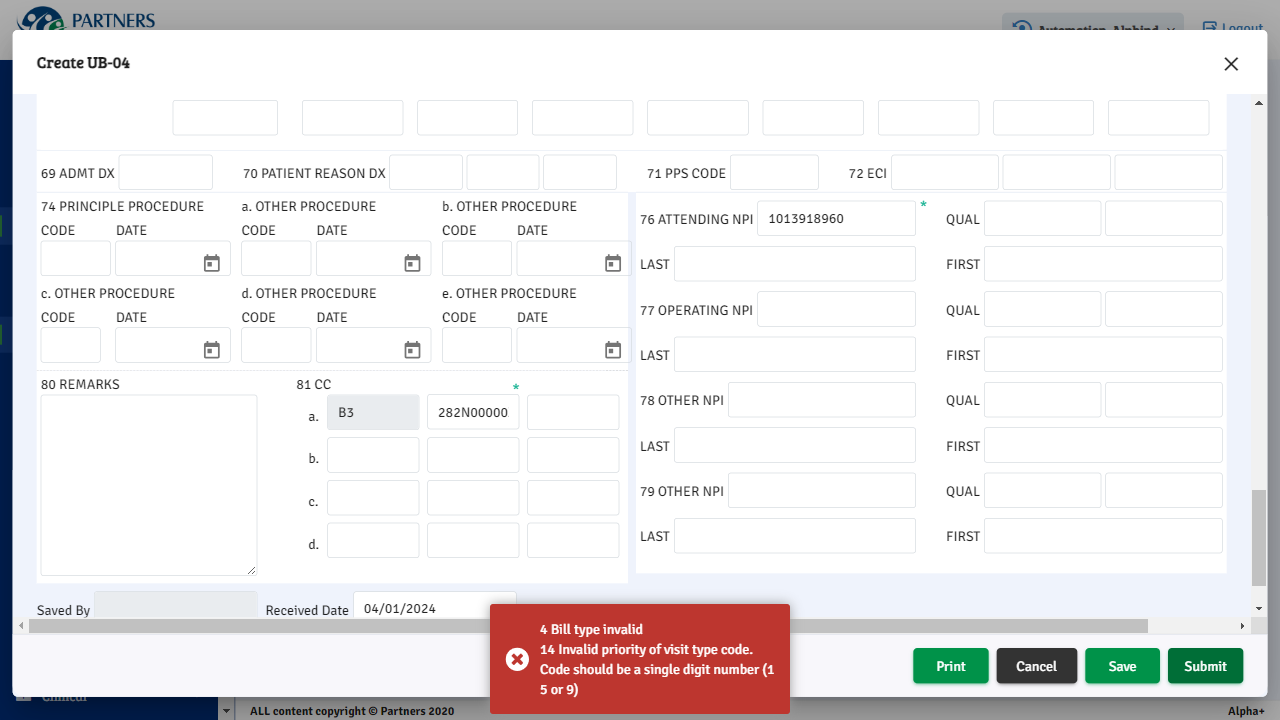 PARTNERS
Automation, Alphind
Logout
Create UB-04
69 ADMT DX
70 PATIENT REASON DX
71 PPS CODE
72 ECI
74 PRINCIPLE PROCEDURE
a. OTHER PROCEDURE
b. OTHER PROCEDURE
CODE DATE
CODE DATE
CODE DATE
c. OTHER PROCEDURE
d. OTHER PROCEDURE
e. OTHER PROCEDURE
CODE DATE
CODE DATE
CODE DATE
76 ATTENDING NPI 1013918960 * QUAL
LAST FIRST
77 OPERATING NPI QUAL
LAST FIRST
78 OTHER NPI QUAL
LAST FIRST
79 OTHER NPI QUAL
LAST FIRST
80 REMARKS
81 CC *
a. B3 282N00000
b.
c.
d.
Saved By
Received Date 04/01/2024
4 Bill type invalid
14 Invalid priority of visit type code.
Code should be a single digit number (1
5 or 9)
Print Cancel Save Submit
Clinical
ALL content copyright © Partners 2020
Alpha+